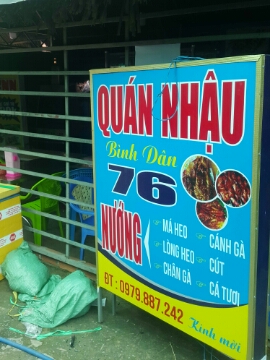 QUÁN NHẬU
Bình Dân
76
NƯỚNG
MÁ HEO
LÒNG HEO
CHÂN GÀ
CÁNH GÀ
CÚT
CÁ TƯƠI
ĐT: 0979.887.242
Kính mời